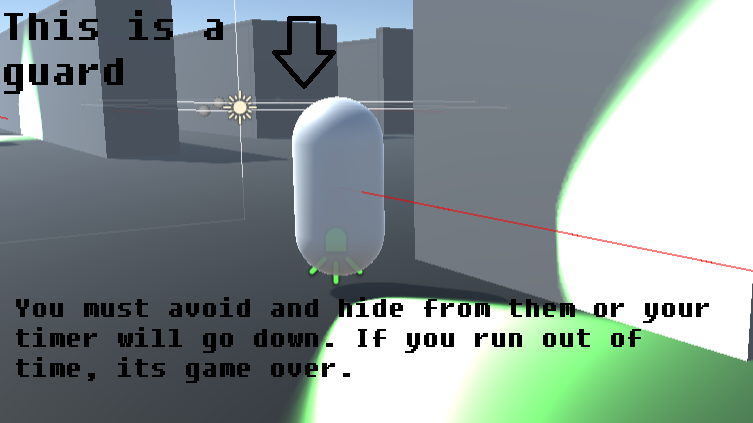 This is a
guard
You must avoid and hide from them or your
timer will go down. If you run out of
time, its game over.